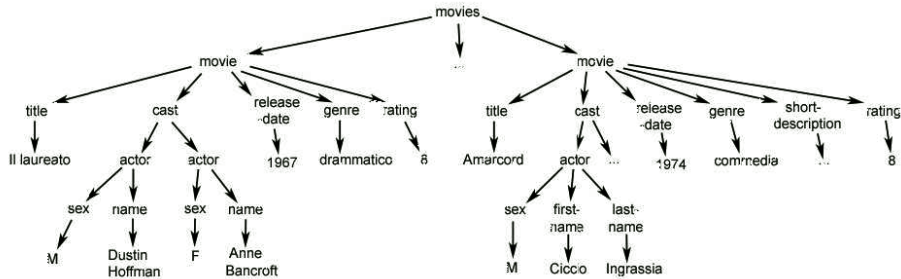 movies
movie
...
movie
title
cast
release
-date
genre
rating
title
cast
release
-date
genre
short-
description
rating
Il laureato
actor
actor
1967
drammatico
8
Amarcord
actor
...
1974
commedia
...
8
sex
name
sex
name
sex
first-
name
last-
name
M
Dustin
Hoffman
F
Anne
Bancroft
M
Ciccio
Ingrassia